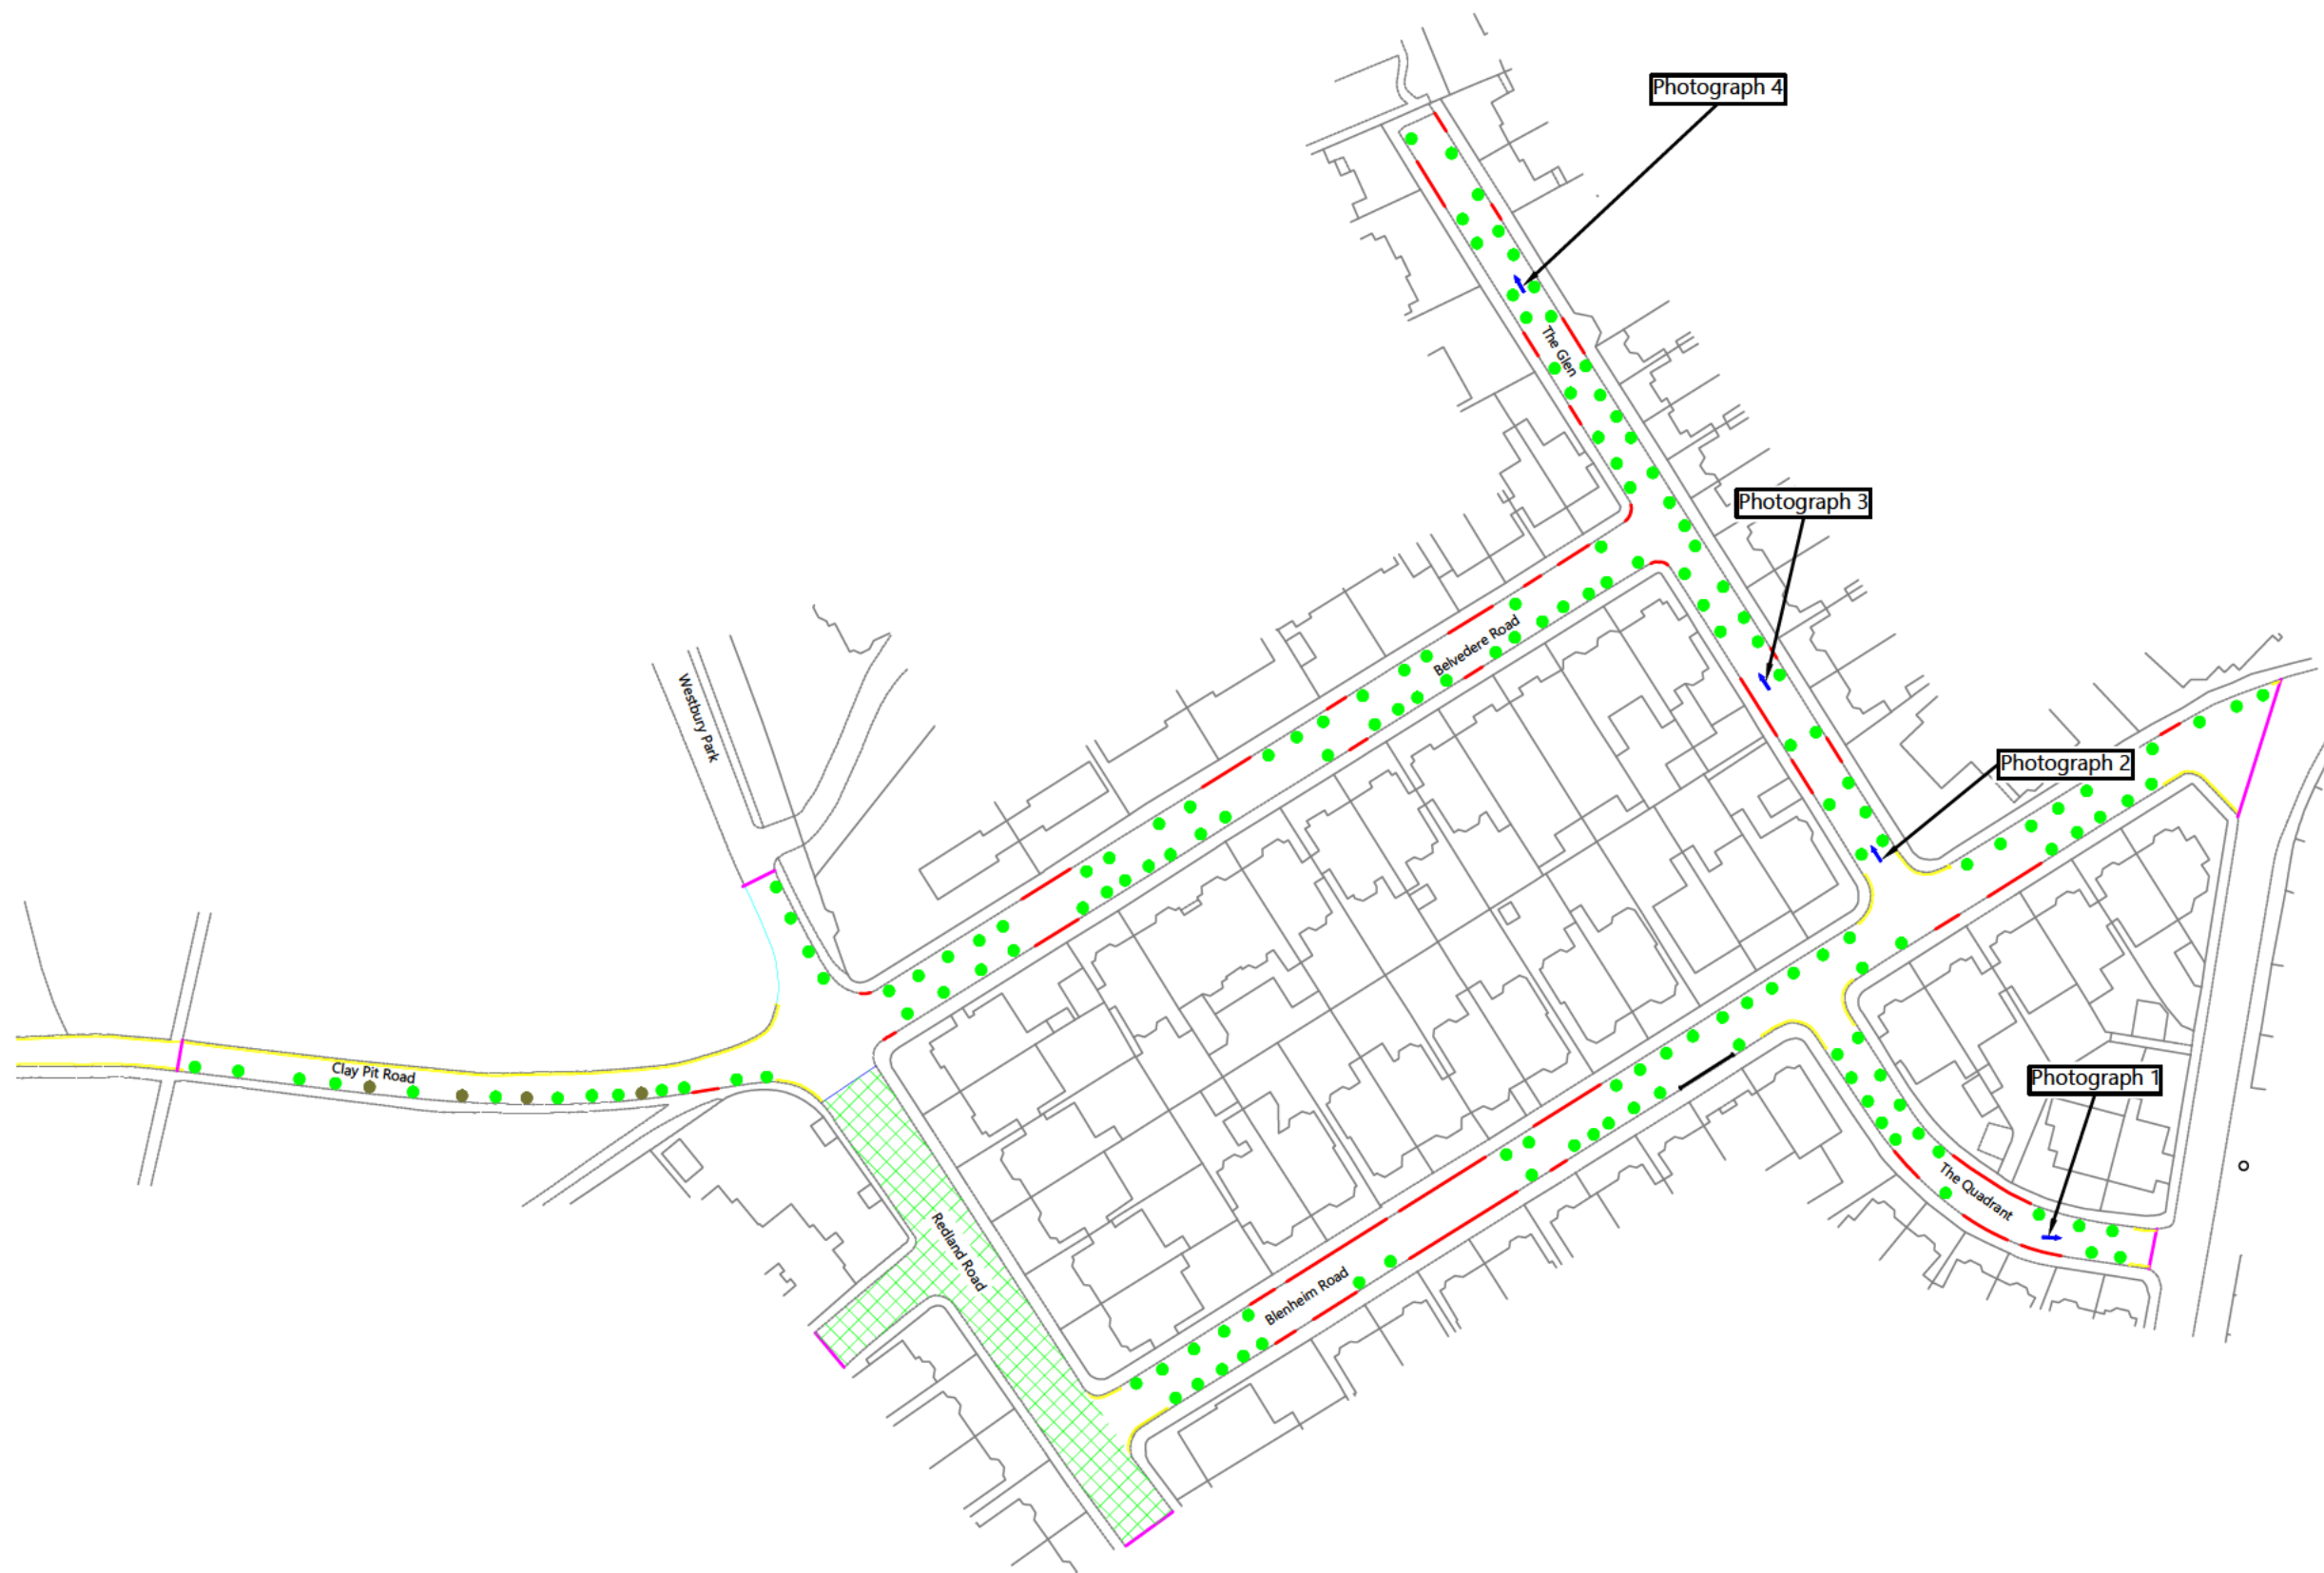 Photograph 4
The Glen
Photograph 3
Belvedere Road
Westbury Park
Photograph 2
Clay Pit Road
Photograph 1
The Quadrant
Redland Road
Blenheim Road